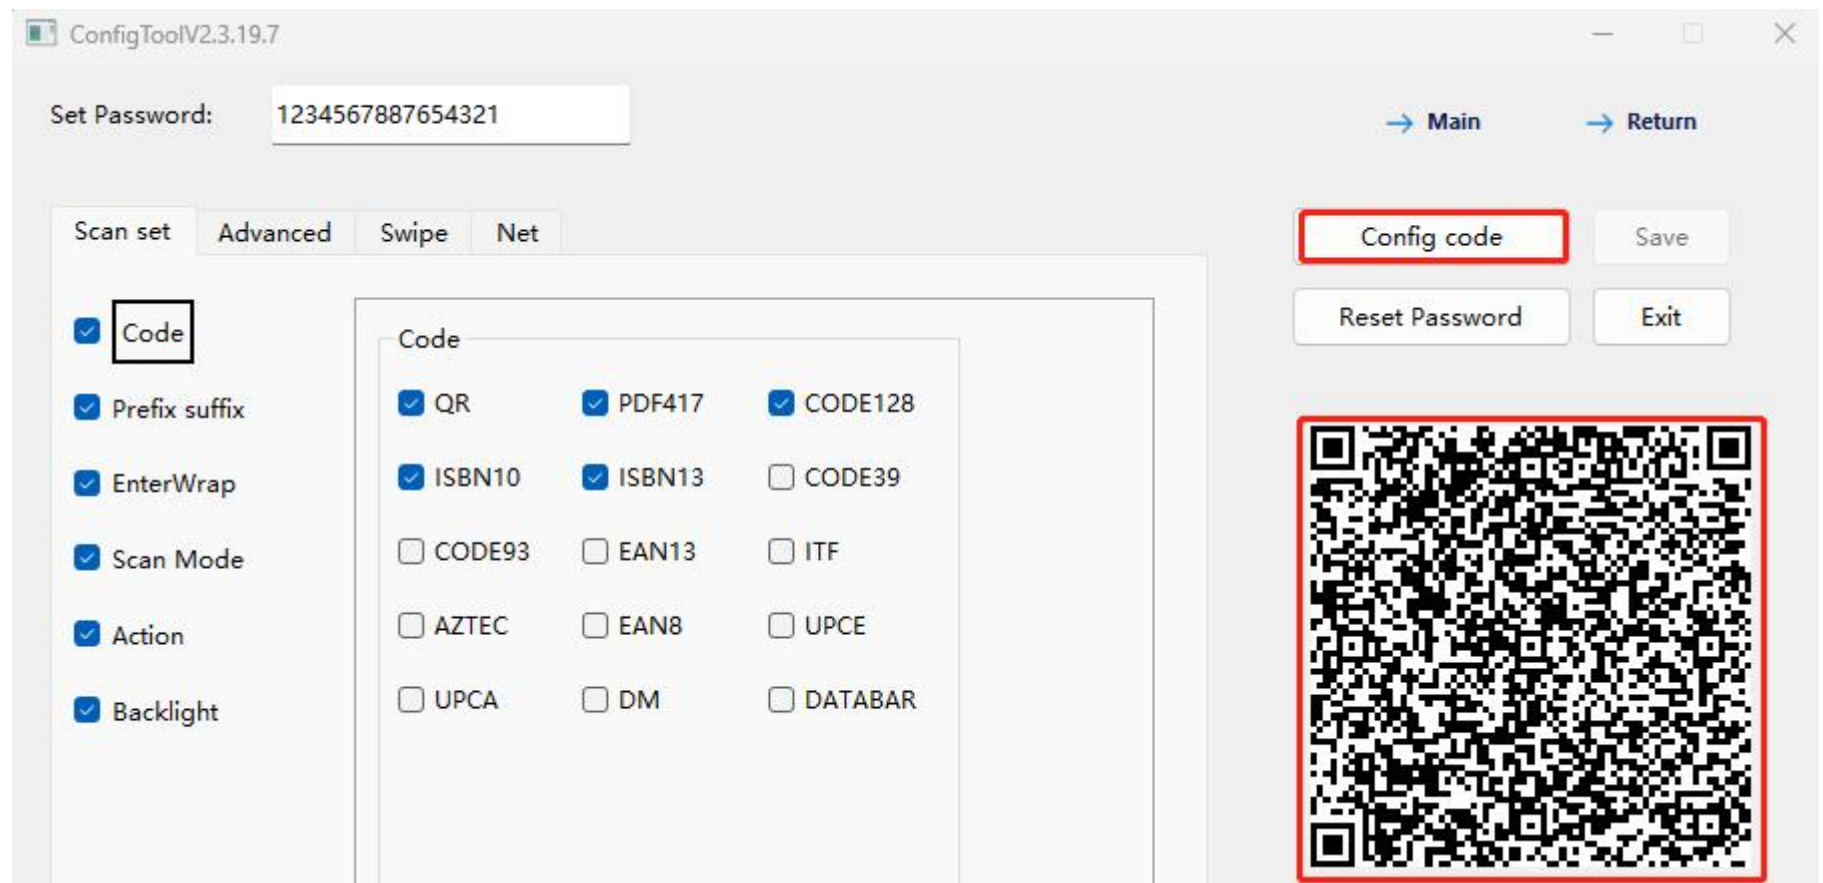 ConfigToolV2.3.19.7
Set Password: 1234567887654321
Main Return
Scan set Advanced Swipe Net
Config code Save
Reset Password Exit
Code
Prefix suffix
EnterWrap
Scan Mode
Action
Backlight
Code
QR PDF417 CODE128
ISBN10 ISBN13 CODE39
CODE93 EAN13 ITF
AZTEC EAN8 UPCE
UPCA DM DATABAR